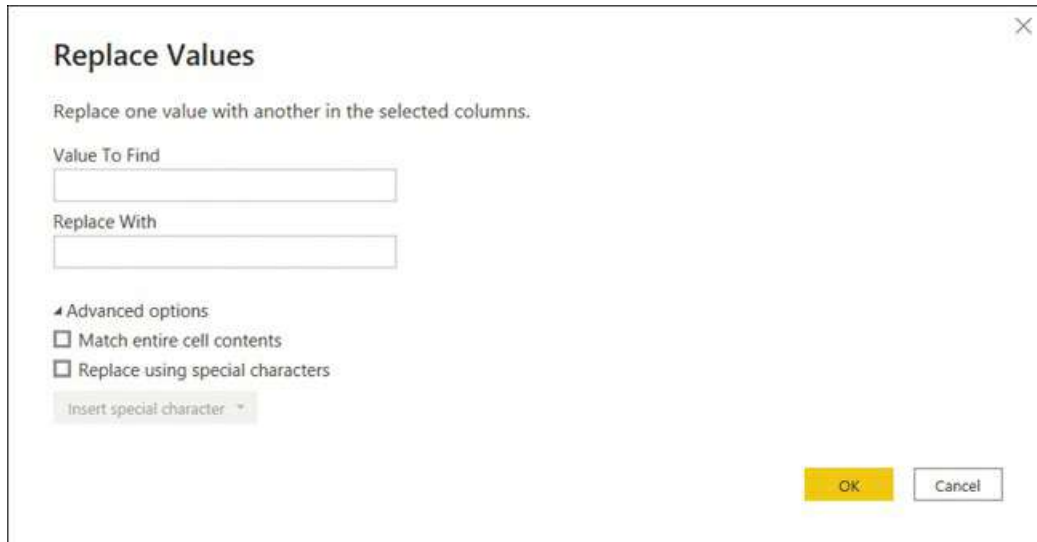 Replace Values
Replace one value with another in the selected columns.
Value To Find
Replace With
Advanced options
Match entire cell contents
Replace using special characters
Insert special character
OK Cancel